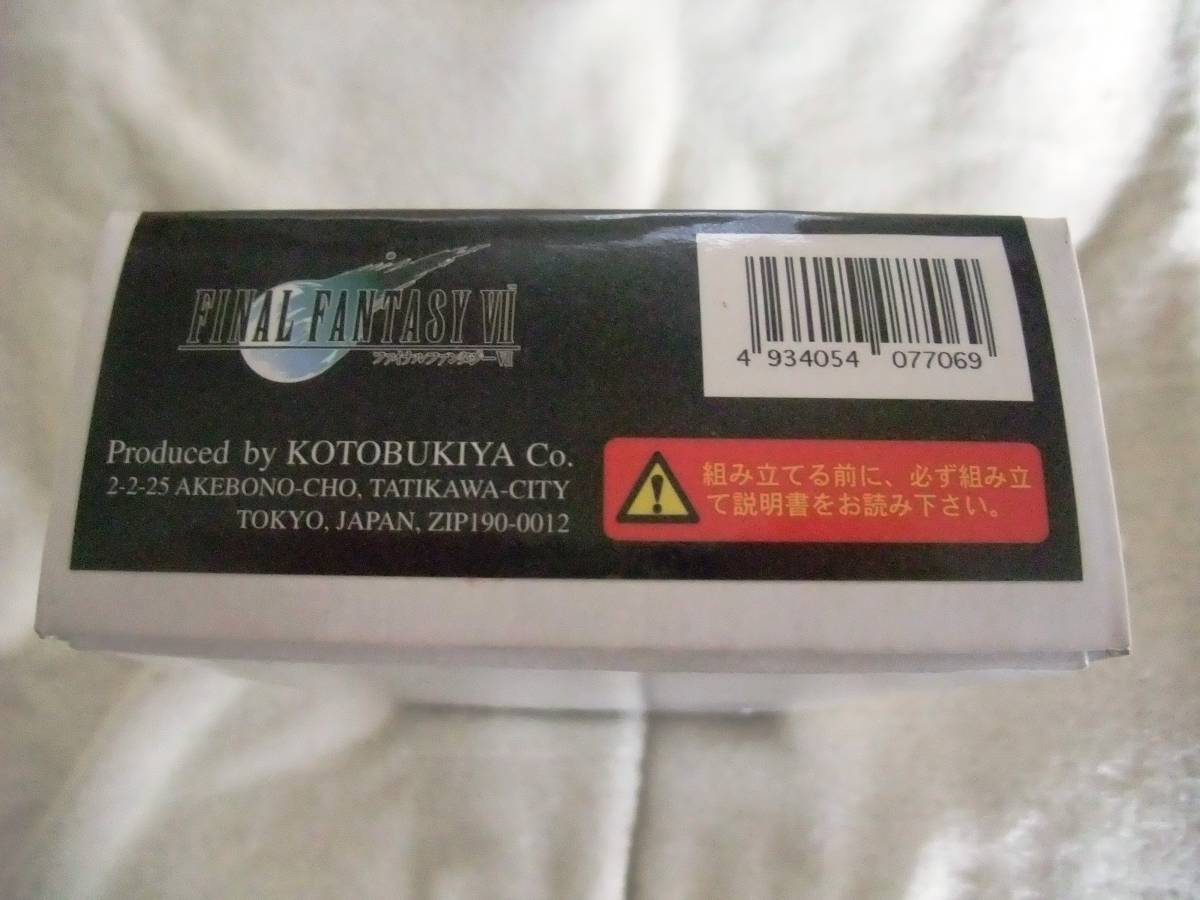 FINAL FANTASY VII
ファイナルファンタジーVII
4 934054 077069
Produced by KOTOBUKIYA Co.
2-2-25 AKEBONO-CHO, TATIKAWA-CITY
TOKYO, JAPAN, ZIP190-0012
組み立てる前に、必ず組み立
て説明書をお読み下さい。